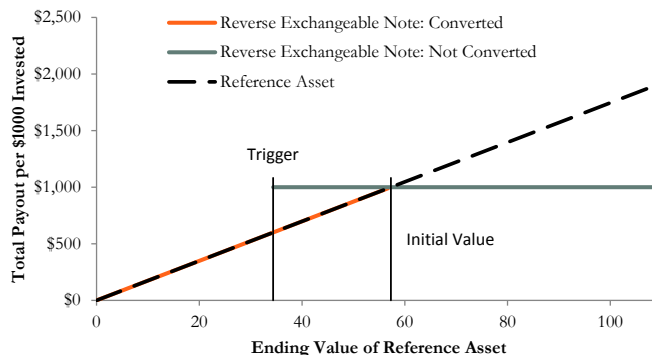 Reverse Exchangeable Note: Converted
Reverse Exchangeable Note: Not Converted
Reference Asset
Total Payout per $1000 Invested
$2,500
$2,000
$1,500
$1,000
$500
$0
Trigger
Initial Value
0
20
40
60
80
100
Ending Value of Reference Asset